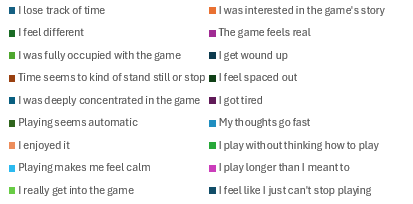 I lose track of time
I was interested in the game's story
I feel different
The game feels real
I was fully occupied with the game
I get wound up
Time seems to kind of stand still or stop
I feel spaced out
I was deeply concentrated in the game
I got tired
Playing seems automatic
My thoughts go fast
I enjoyed it
I play without thinking how to play
Playing makes me feel calm
I play longer than I meant to
I really get into the game
I feel like I just can't stop playing